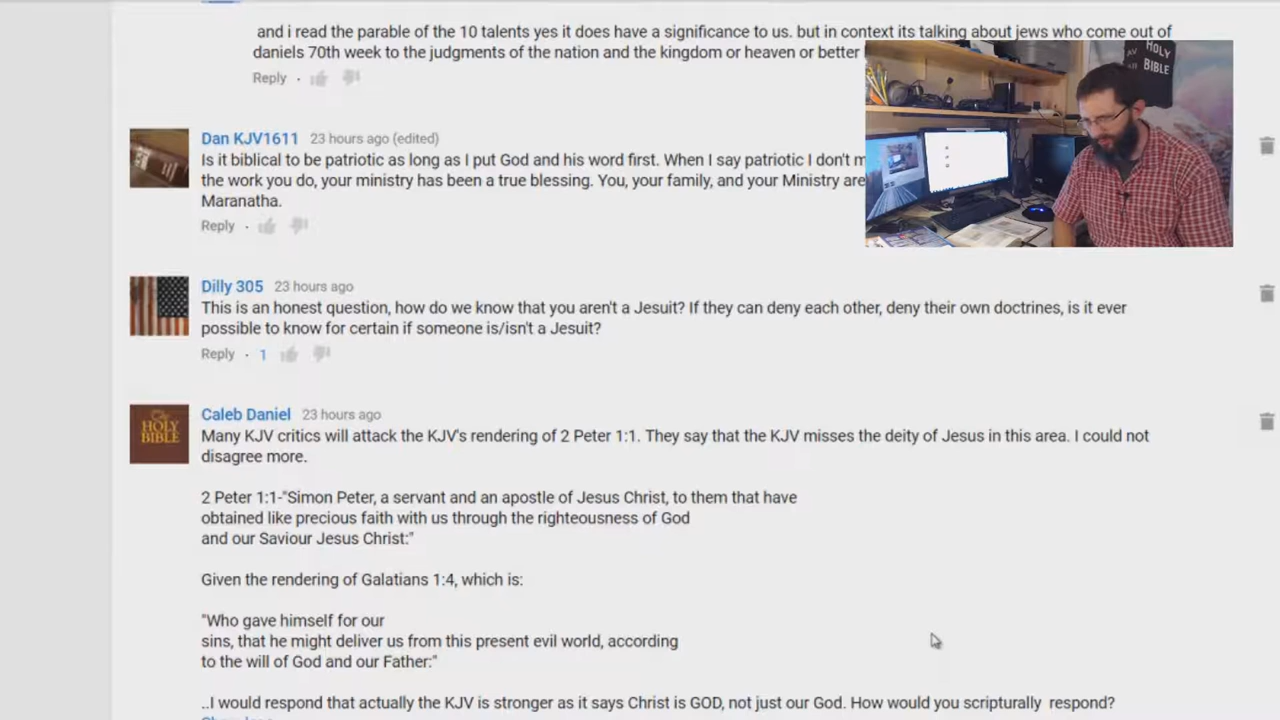 and i read the parable of the 10 talents yes it does have a significance to us. but in context its talking about jews who come out of
daniels 70th week to the judgments of the nation and the kingdom or heaven or better
Reply
HOLY
BIBLE
AV
Dan KJV1611 23 hours ago (edited)
Is it biblical to be patriotic as long as I put God and his word first. When I say patriotic I don't m
the work you do, your ministry has been a true blessing. You, your family, and your Ministry are
Maranatha.
Reply ·
Dilly 305 23 hours ago
This is an honest question, how do we know that you aren't a Jesuit? If they can deny each other, deny their own doctrines, is it ever
possible to know for certain if someone is/isn't a Jesuit?
Reply · 1
HOLY
BIBLE
Caleb Daniel 23 hours ago
Many KJV critics will attack the KJV's rendering of 2 Peter 1:1. They say that the KJV misses the deity of Jesus in this area. I could not
disagree more.
2 Peter 1:1-"Simon Peter, a servant and an apostle of Jesus Christ, to them that have
obtained like precious faith with us through the righteousness of God
and our Saviour Jesus Christ:"
Given the rendering of Galatians 1:4, which is:
"Who gave himself for our
sins, that he might deliver us from this present evil world, according
to the will of God and our Father:"
..I would respond that actually the KJV is stronger as it says Christ is GOD, not just our God. How would you scripturally respond?